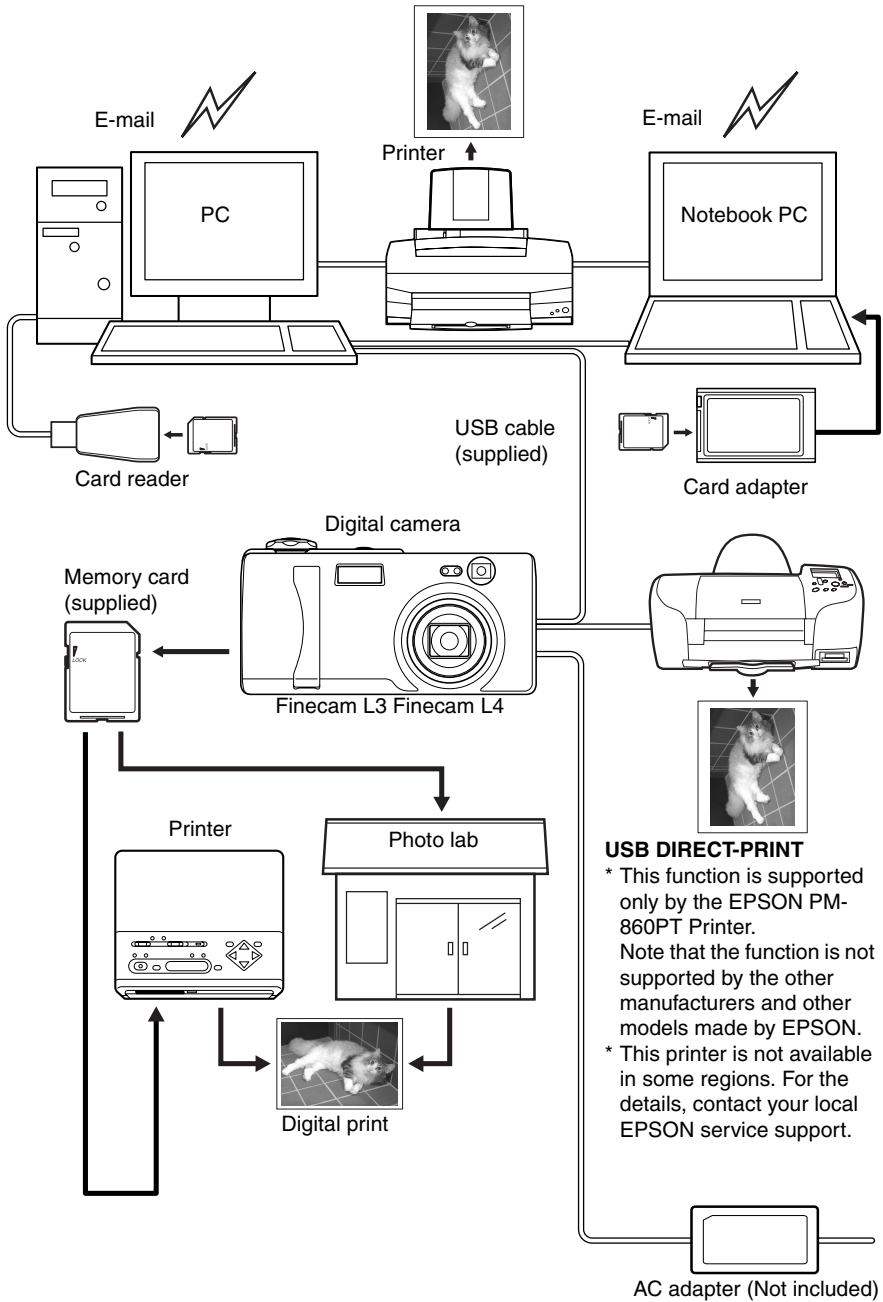 E-mail
E-mail
Printer
PC
Notebook PC
USB cable
(supplied)
Card reader
Card adapter
Digital camera
Memory card
(supplied)
LOCK
Finecam L3 Finecam L4
Printer
Photo lab
USB DIRECT-PRINT
* This function is supported
only by the EPSON PM-
860PT Printer.
Note that the function is not
supported by the other
manufacturers and other
models made by EPSON.
* This printer is not available
in some regions. For the
details, contact your local
EPSON service support.
Digital print
AC adapter (Not included)